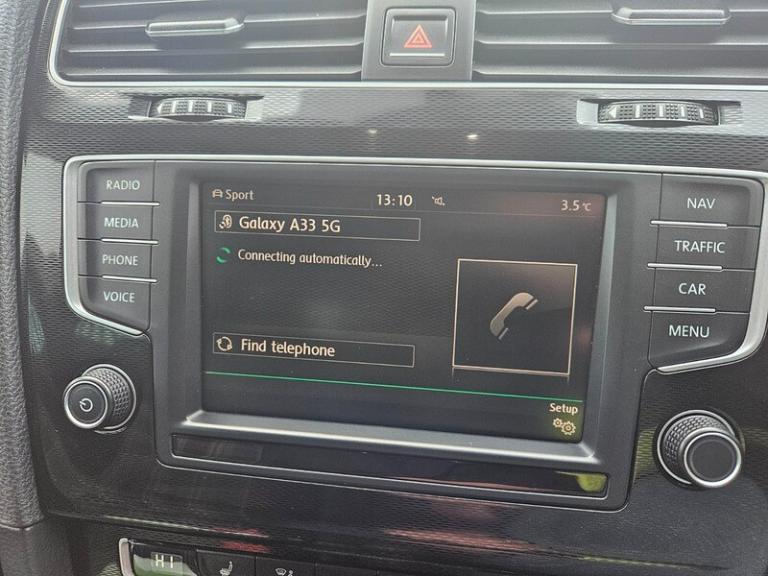 RADIO
MEDIA
PHONE
VOICE
Sport
13:10
3.5 °C
Galaxy A33 5G
Connecting automatically...
Find telephone
Setup
NAV
TRAFFIC
CAR
MENU
HI